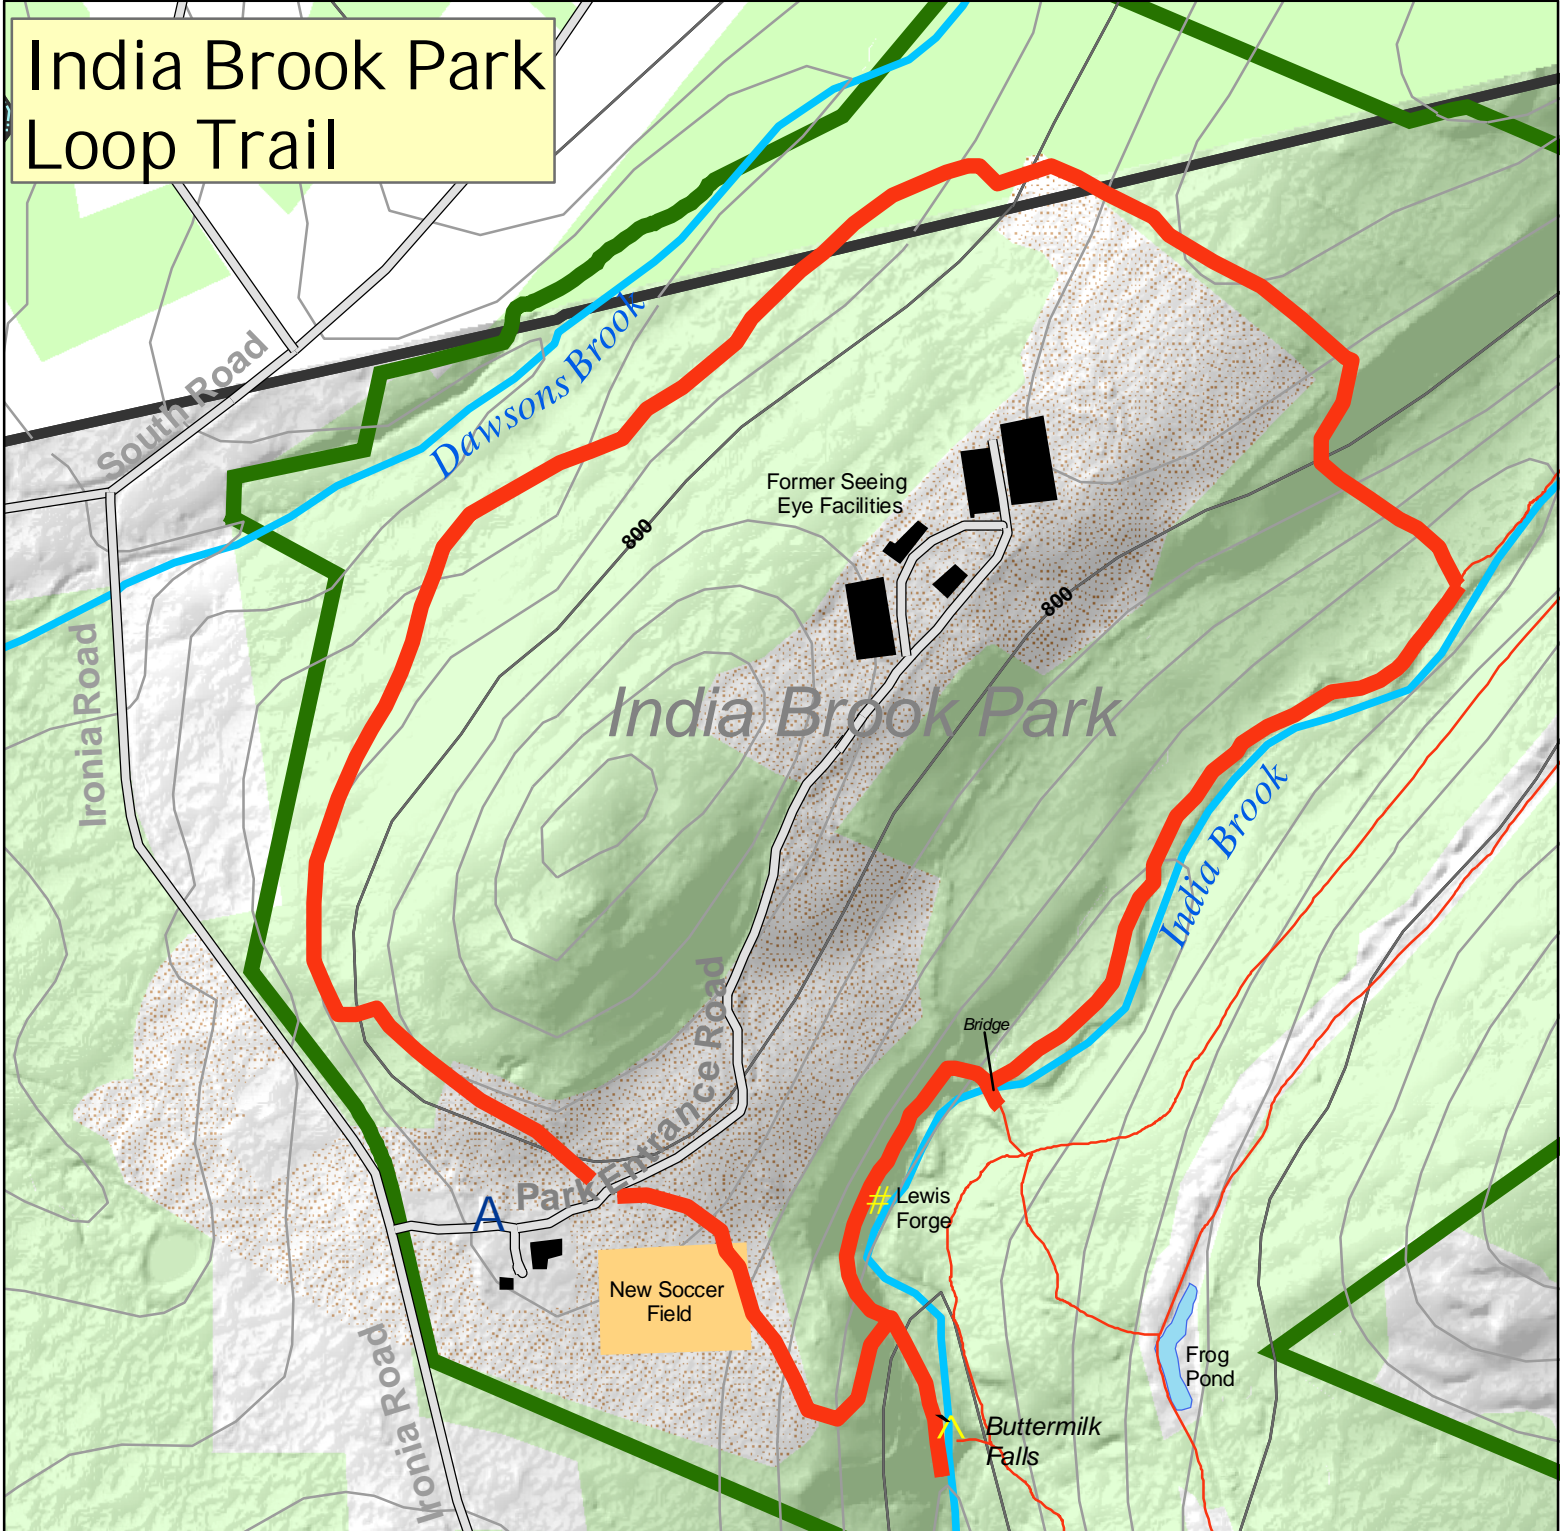 India Brook Park
Loop Trail
South Road
Dawsons Brook
Former Seeing
Eye Facilities
800
800
Ironia Road
India Brook Park
India Brook
Park Entrance Road
Bridge
A
#
Lewis
Forge
New Soccer
Field
Frog
Pond
Ironia Road
Buttermilk
Falls